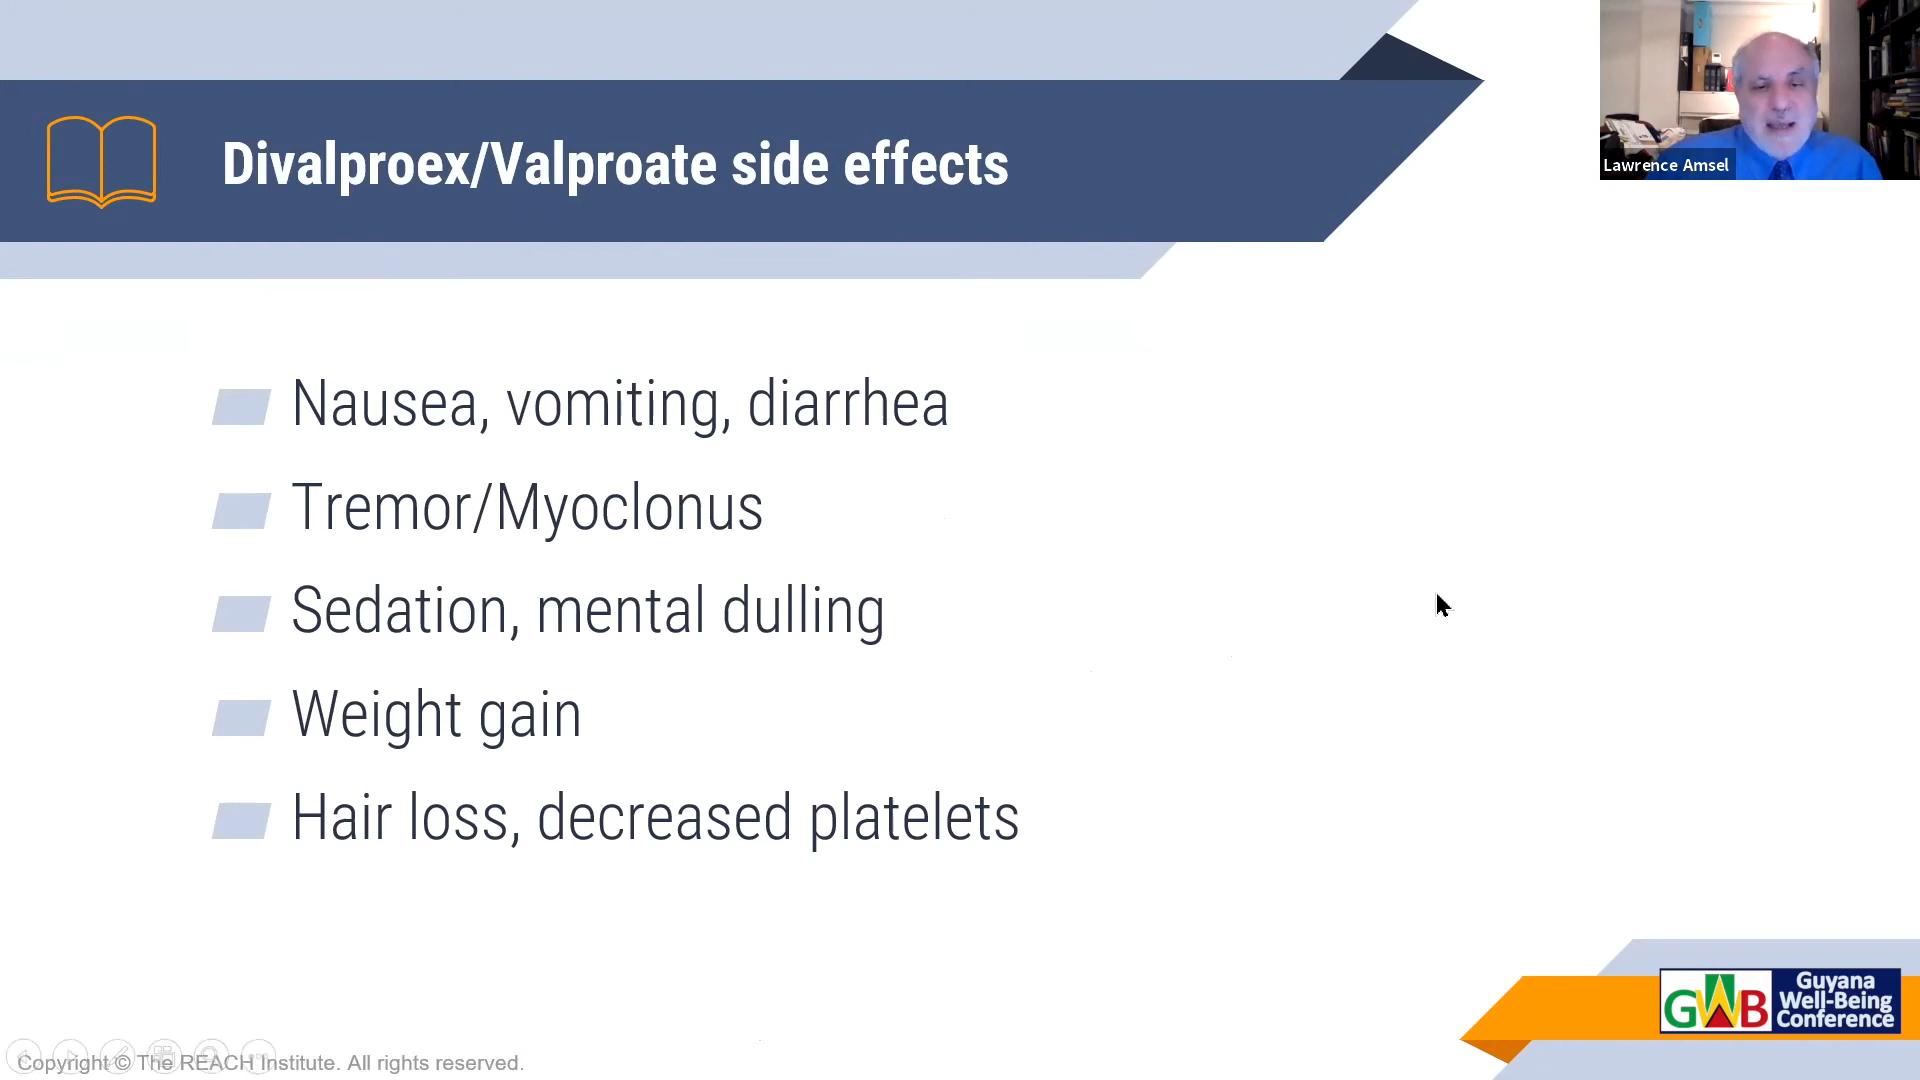 Divalproex/Valproate side effects
Lawrence Amsel
Nausea, vomiting, diarrhea
Tremor/Myoclonus
Sedation, mental dulling
Weight gain
Hair loss, decreased platelets
GWB
Guyana
Well-Being
Conference
Copyright © The REACH Institute. All rights reserved.